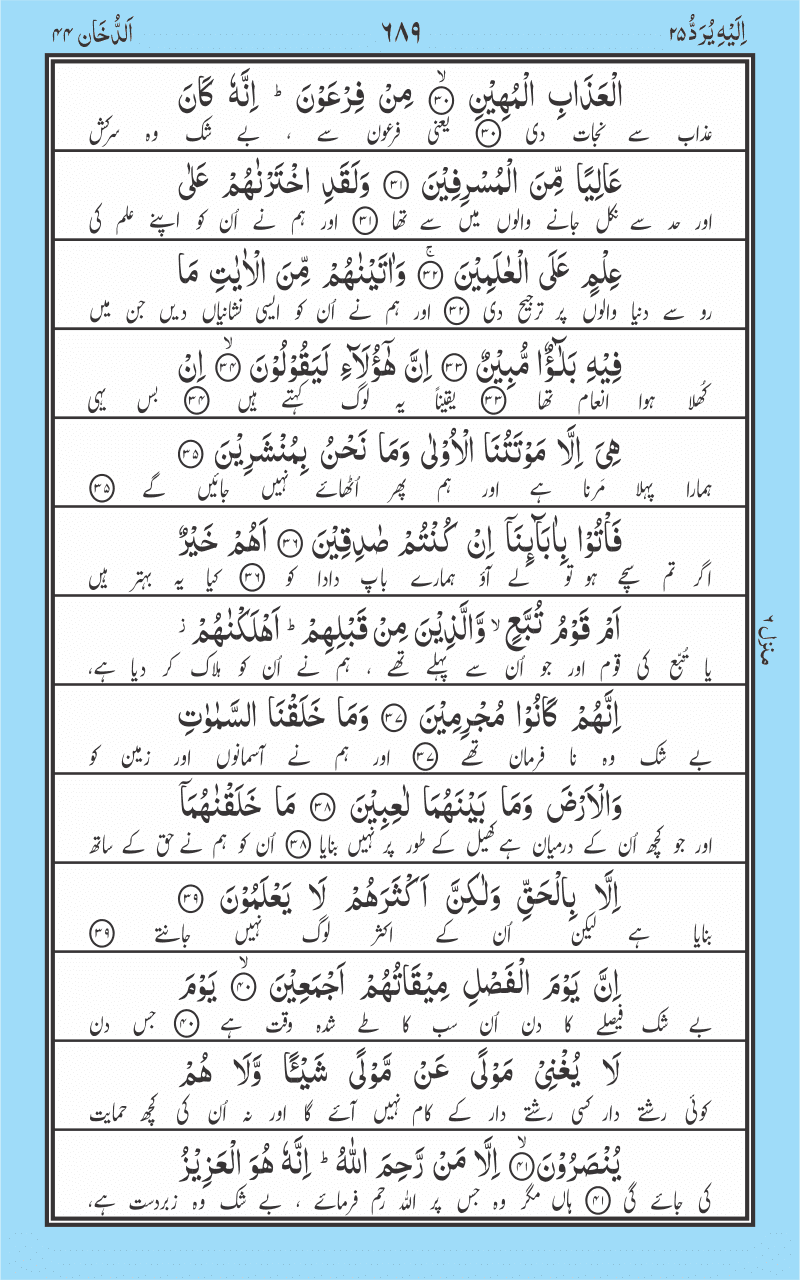 اِلَيْهِ يُرَدُّ ٢٥
٦٨٩
اَلدُّخَان ٤٤
الْعَذَابِ الْمُهِيْنِ ۙ﴿٣٠﴾ مِنْ فِرْعَوْنَ ؕ اِنَّهٗ كَانَ
عذاب سے نجات دی ﴿٣٠﴾ یعنی فرعون سے ، بے شک وہ سرکش
عَالِيًا مِّنَ الْمُسْرِفِيْنَ ﴿٣١﴾ وَلَقَدِ اخْتَرْنٰهُمْ عَلٰى
اور حد سے نکل جانے والوں میں سے تھا ﴿٣١﴾ اور ہم نے اُن کو اپنے علم کی
عِلْمٍ عَلَى الْعٰلَمِيْنَ ۚ﴿٣٢﴾ وَاٰتَيْنٰهُمْ مِّنَ الْاٰيٰتِ مَا
رو سے دنیا والوں پر ترجیح دی ﴿٣٢﴾ اور ہم نے اُن کو ایسی نشانیاں دیں جن میں
فِيْهِ بَلٰٓؤٌا مُّبِيْنٌ ﴿٣٣﴾ اِنَّ هٰٓؤُلَآءِ لَيَقُوْلُوْنَ ۙ﴿٣٤﴾ اِنْ
کُھلا ہوا انعام تھا ﴿٣٣﴾ یقیناً یہ لوگ کہتے ہیں ﴿٣٤﴾ بس یہی
هِىَ اِلَّا مَوْتَتُنَا الْاُوْلٰى وَمَا نَحْنُ بِمُنْشَرِيْنَ ﴿٣٥﴾
ہمارا پہلا مَرنا ہے اور ہم پھر اُٹھائے نہیں جائیں گے ﴿٣٥﴾
فَاْتُوْا بِاٰبَآئِنَاۤ اِنْ كُنْتُمْ صٰدِقِيْنَ ﴿٣٦﴾ اَهُمْ خَيْرٌ
اگر تم سچے ہو تو لے آؤ ہمارے باپ دادا کو ﴿٣٦﴾ کیا یہ بہتر ہیں
اَمْ قَوْمُ تُبَّعٍ ۙ وَّالَّذِيْنَ مِنْ قَبْلِهِمْ ؕ اَهْلَكْنٰهُمْ ز
یا تُبّع کی قوم اور جو اُن سے پہلے تھے ، ہم نے اُن کو ہلاک کر دیا ہے،
اِنَّهُمْ كَانُوْا مُجْرِمِيْنَ ﴿٣٧﴾ وَمَا خَلَقْنَا السَّمٰوٰتِ
بے شک وہ نا فرمان تھے ﴿٣٧﴾ اور ہم نے آسمانوں اور زمین کو
وَالْاَرْضَ وَمَا بَيْنَهُمَا لٰعِبِيْنَ ﴿٣٨﴾ مَا خَلَقْنٰهُمَاۤ
اور جو کچھ اُن کے درمیان ہے کھیل کے طور پر نہیں بنایا ﴿٣٨﴾ اُن کو ہم نے حق کے ساتھ
اِلَّا بِالْحَقِّ وَلٰكِنَّ اَكْثَرَهُمْ لَا يَعْلَمُوْنَ ﴿٣٩﴾
بنایا ہے لیکن اُن کے اکثر لوگ نہیں جانتے ﴿٣٩﴾
اِنَّ يَوْمَ الْفَصْلِ مِيْقَاتُهُمْ اَجْمَعِيْنَ ۙ﴿٤٠﴾ يَوْمَ
بے شک فیصلے کا دن اُن سب کا طے شدہ وقت ہے ﴿٤٠﴾ جس دن
لَا يُغْنِىْ مَوْلًى عَنْ مَّوْلًى شَيْـًٔا وَّلَا هُمْ
کوئی رشتے دار کسی رشتے دار کے کام نہیں آئے گا اور نہ اُن کی کچھ حمایت
يُنْصَرُوْنَ ۙ﴿٤١﴾ اِلَّا مَنْ رَّحِمَ اللّٰهُ ؕ اِنَّهٗ هُوَ الْعَزِيْزُ
کی جائے گی ﴿٤١﴾ ہاں مگر وہ جس پر اللہ رحم فرمائے ، بے شک وہ زبردست ہے،
منزل ٦